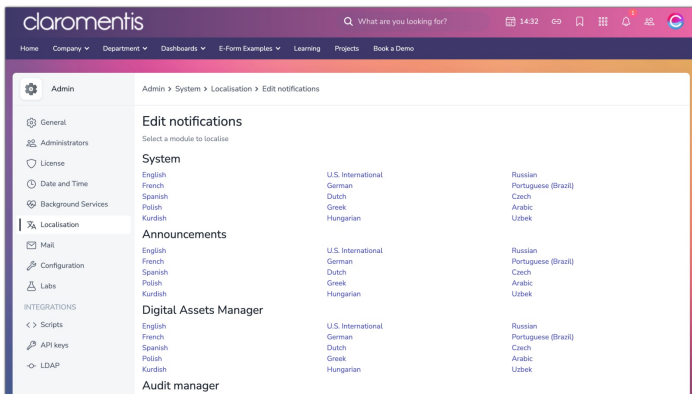 claromentis
What are you looking for?
14:32
1
Home Company Department Dashboards E-Form Examples Learning Projects Book a Demo
Admin
Admin > System > Localisation > Edit notifications
General
Administrators
License
Date and Time
Background Services
Localisation
Mail
Configuration
Labs
INTEGRATIONS
Scripts
API keys
LDAP
Edit notifications
Select a module to localise
System
English U.S. International Russian
French German Portuguese (Brazil)
Spanish Dutch Czech
Polish Greek Arabic
Kurdish Hungarian Uzbek
Announcements
English U.S. International Russian
French German Portuguese (Brazil)
Spanish Dutch Czech
Polish Greek Arabic
Kurdish Hungarian Uzbek
Digital Assets Manager
English U.S. International Russian
French German Portuguese (Brazil)
Spanish Dutch Czech
Polish Greek Arabic
Kurdish Hungarian Uzbek
Audit manager